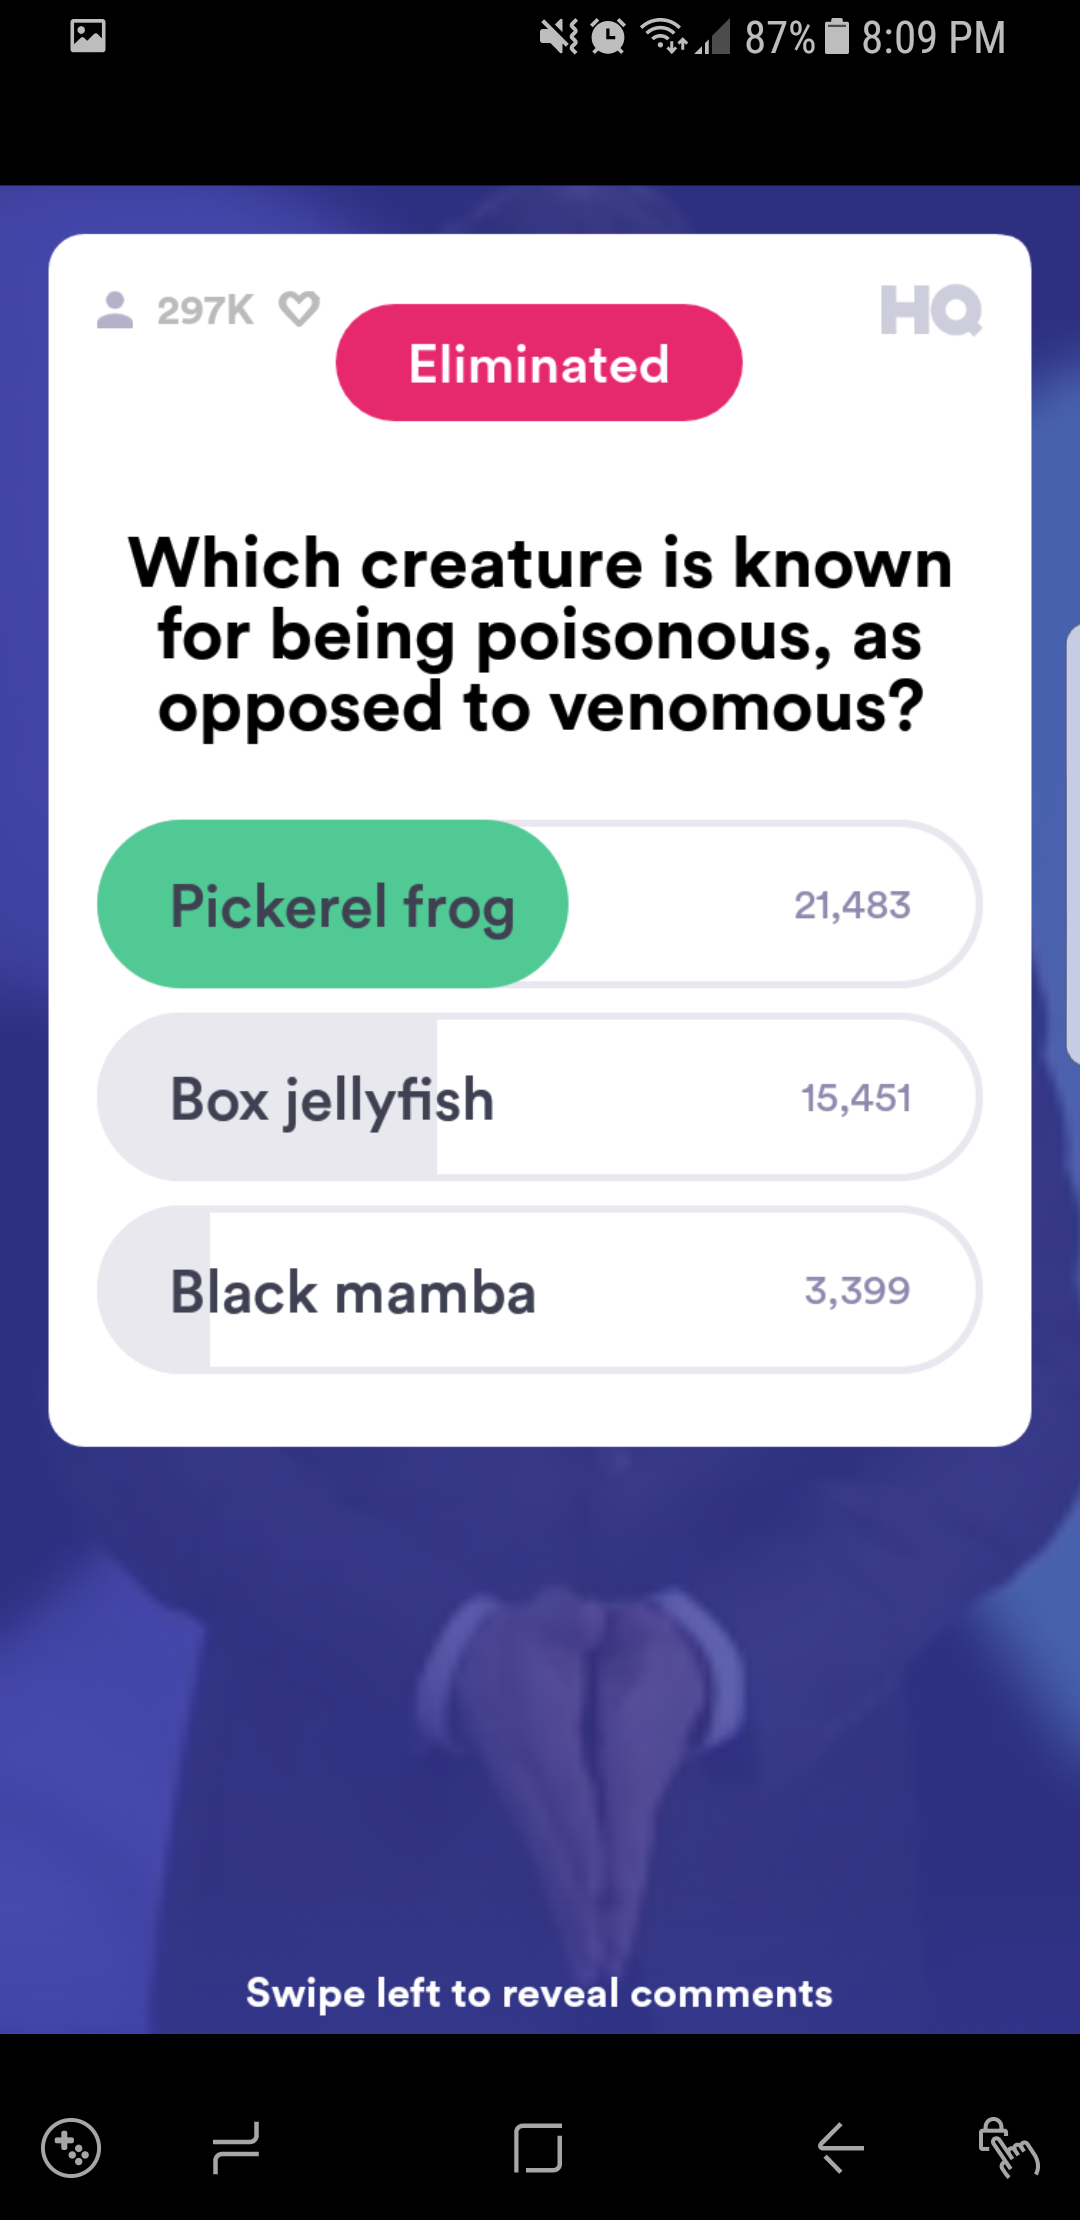 87% 8:09 PM
297K
HQ
Eliminated
Which creature is known
for being poisonous, as
opposed to venomous?
Pickerel frog 21,483
Box jellyfish 15,451
Black mamba 3,399
Swipe left to reveal comments